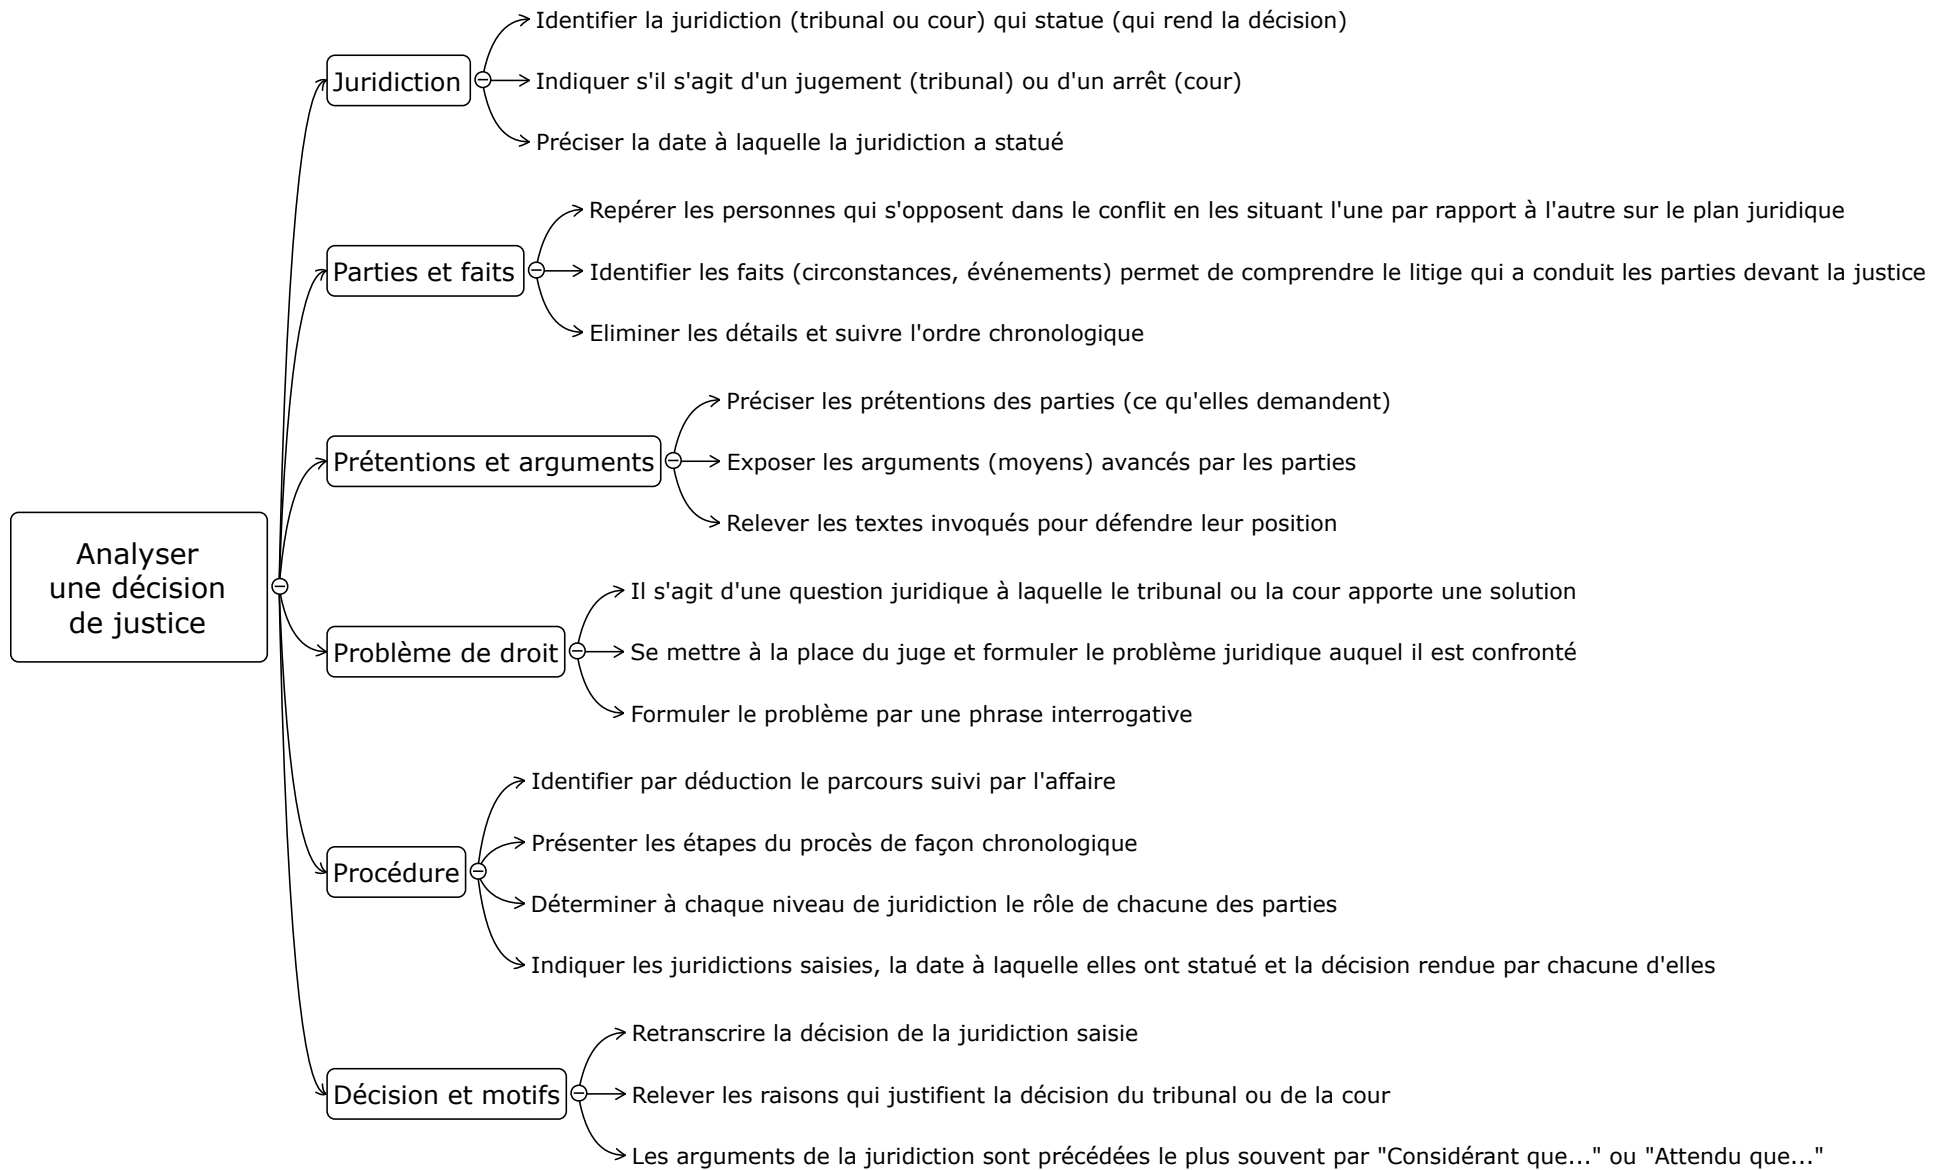 Analyser
une décision
de justice
Juridiction
Identifier la juridiction (tribunal ou cour) qui statue (qui rend la décision)
Indiquer s'il s'agit d'un jugement (tribunal) ou d'un arrêt (cour)
Préciser la date à laquelle la juridiction a statué
Parties et faits
Repérer les personnes qui s'opposent dans le conflit en les situant l'une par rapport à l'autre sur le plan juridique
Identifier les faits (circonstances, événements) permet de comprendre le litige qui a conduit les parties devant la justice
Eliminer les détails et suivre l'ordre chronologique
Prétentions et arguments
Préciser les prétentions des parties (ce qu'elles demandent)
Exposer les arguments (moyens) avancés par les parties
Relever les textes invoqués pour défendre leur position
Problème de droit
Il s'agit d'une question juridique à laquelle le tribunal ou la cour apporte une solution
Se mettre à la place du juge et formuler le problème juridique auquel il est confronté
Formuler le problème par une phrase interrogative
Procédure
Identifier par déduction le parcours suivi par l'affaire
Présenter les étapes du procès de façon chronologique
Déterminer à chaque niveau de juridiction le rôle de chacune des parties
Indiquer les juridictions saisies, la date à laquelle elles ont statué et la décision rendue par chacune d'elles
Décision et motifs
Retranscrire la décision de la juridiction saisie
Relever les raisons qui justifient la décision du tribunal ou de la cour
Les arguments de la juridiction sont précédées le plus souvent par "Considérant que..." ou "Attendu que..."